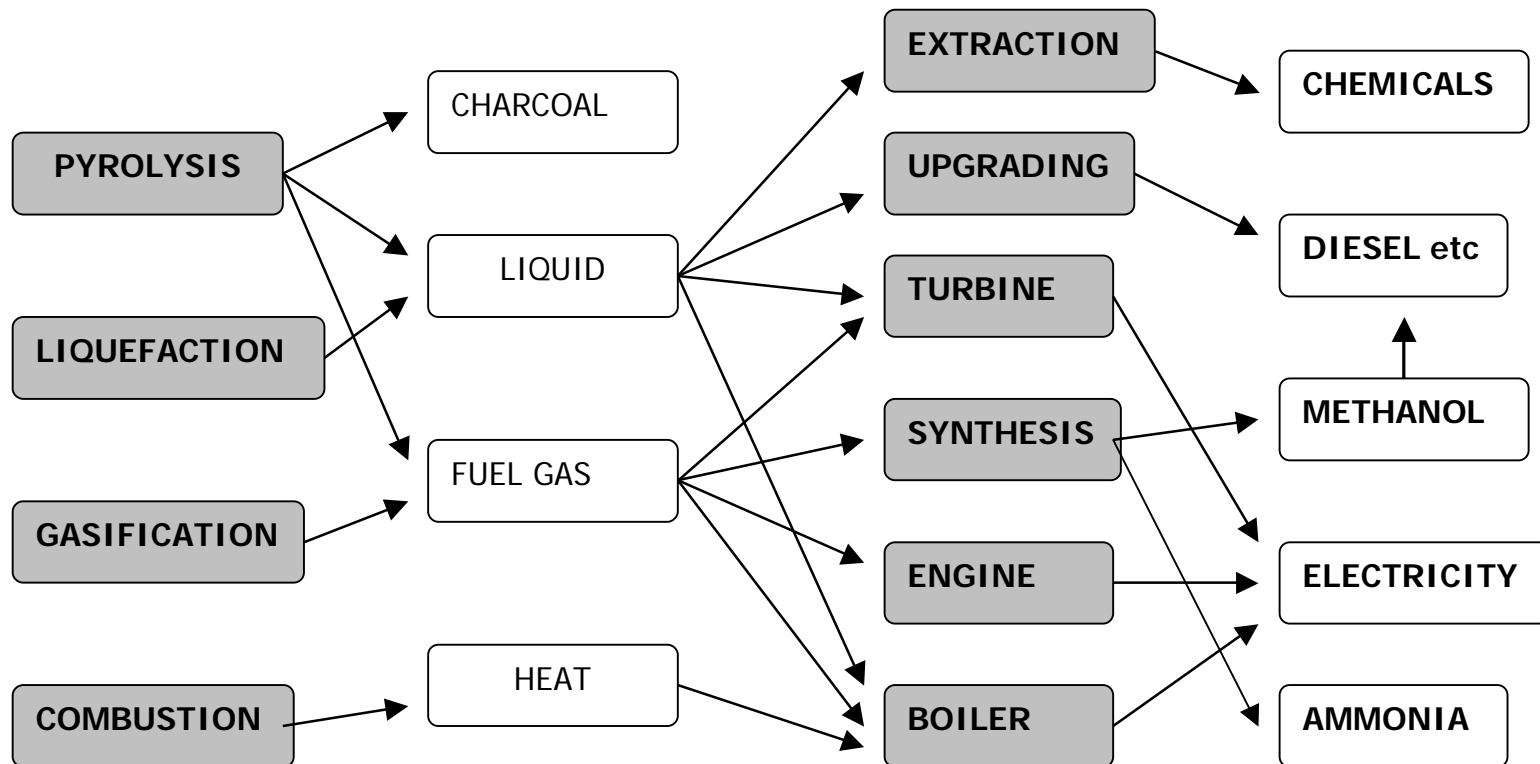 PYROLYSIS
LIQUEFACTION
GASIFICATION
COMBUSTION
CHARCOAL
LIQUID
FUEL GAS
HEAT
EXTRACTION
UPGRADING
TURBINE
SYNTHESIS
ENGINE
BOILER
CHEMICALS
DIESEL etc
METHANOL
ELECTRICITY
AMMONIA